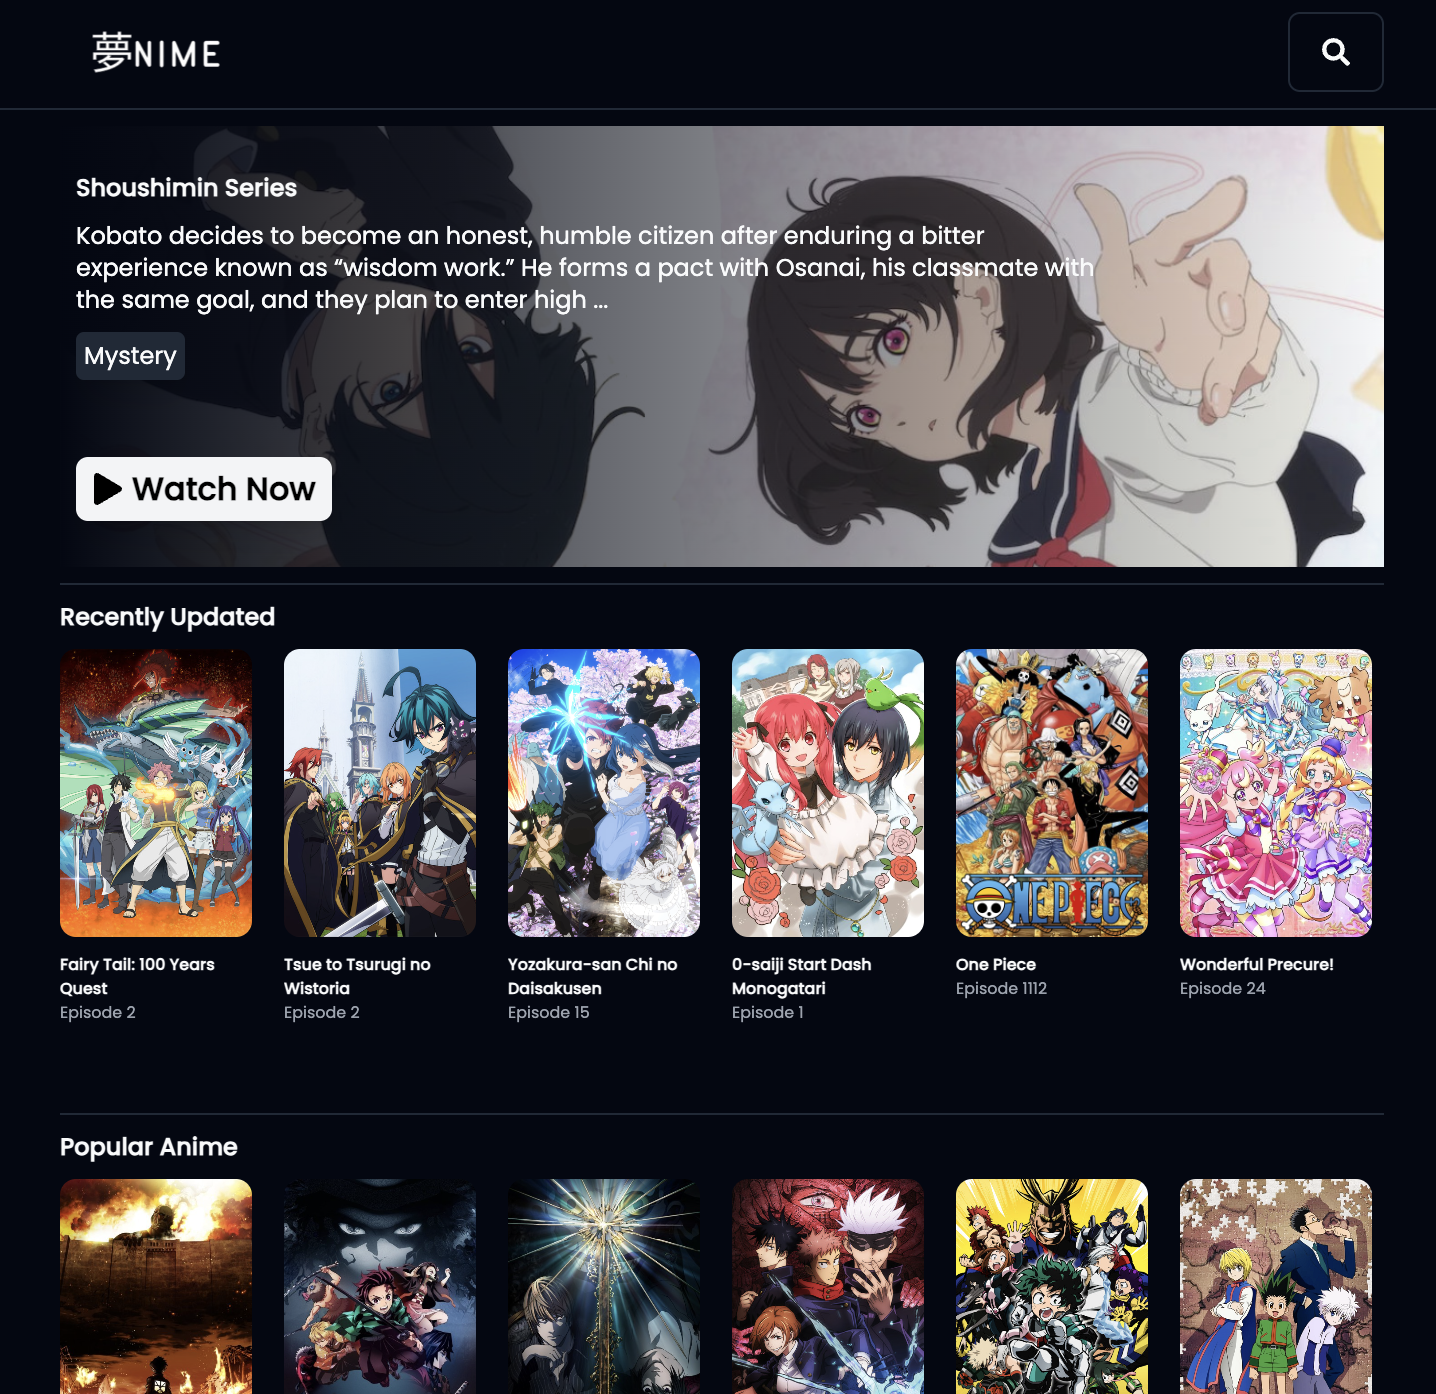 夢NIME
Shoushimin Series
Kobato decides to become an honest, humble citizen after enduring a bitter
experience known as “wisdom work.” He forms a pact with Osanai, his classmate with
the same goal, and they plan to enter high ...
Mystery
Watch Now
Recently Updated
ONE PIECE
Fairy Tail: 100 Years
Quest
Episode 2
Tsue to Tsurugi no
Wistoria
Episode 2
Yozakura-san Chi no
Daisakusen
Episode 15
0-saiji Start Dash
Monogatari
Episode 1
One Piece
Episode 1112
Wonderful Precure!
Episode 24
Popular Anime